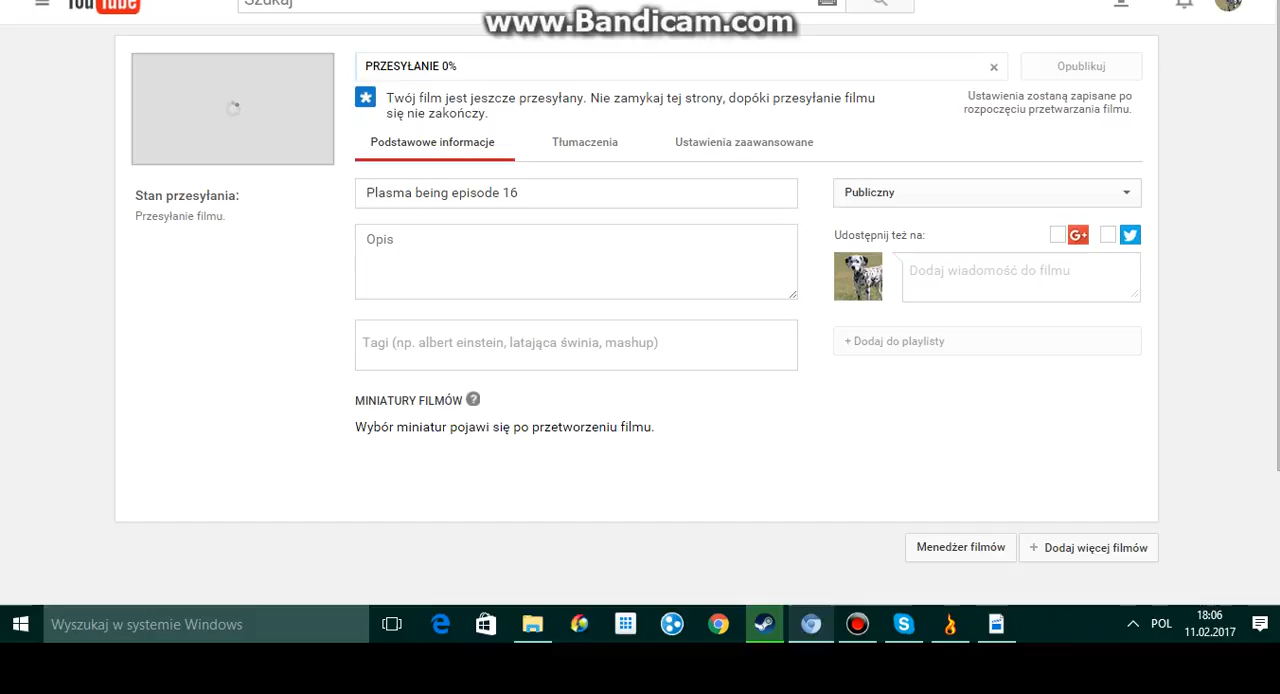 YouTube
Szukaj
www.Bandicam.com
PRZESYŁANIE 0%
×
Opublikuj
Twój film jest jeszcze przesyłany. Nie zamykaj tej strony, dopóki przesyłanie filmu
się nie zakończy.
Ustawienia zostaną zapisane po
rozpoczęciu przetwarzania filmu.
Podstawowe informacje
Tłumaczenia
Ustawienia zaawansowane
Stan przesyłania:
Przesyłanie filmu.
Plasma being episode 16
Publiczny
Opis
Udostępnij też na:
G+
Dodaj wiadomość do filmu
Tagi (np. albert einstein, latająca świnia, mashup)
+ Dodaj do playlisty
MINIATURY FILMÓW ?
Wybór miniatur pojawi się po przetworzeniu filmu.
Menedżer filmów
+ Dodaj więcej filmów
Wyszukaj w systemie Windows
POL
18:06
11.02.2017